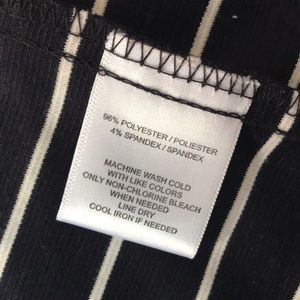 96% POLYESTER / POLIESTER
4% SPANDEX / SPANDEX
MACHINE WASH COLD
WITH LIKE COLORS
ONLY NON-CHLORINE BLEACH
WHEN NEEDED
LINE DRY
COOL IRON IF NEEDED